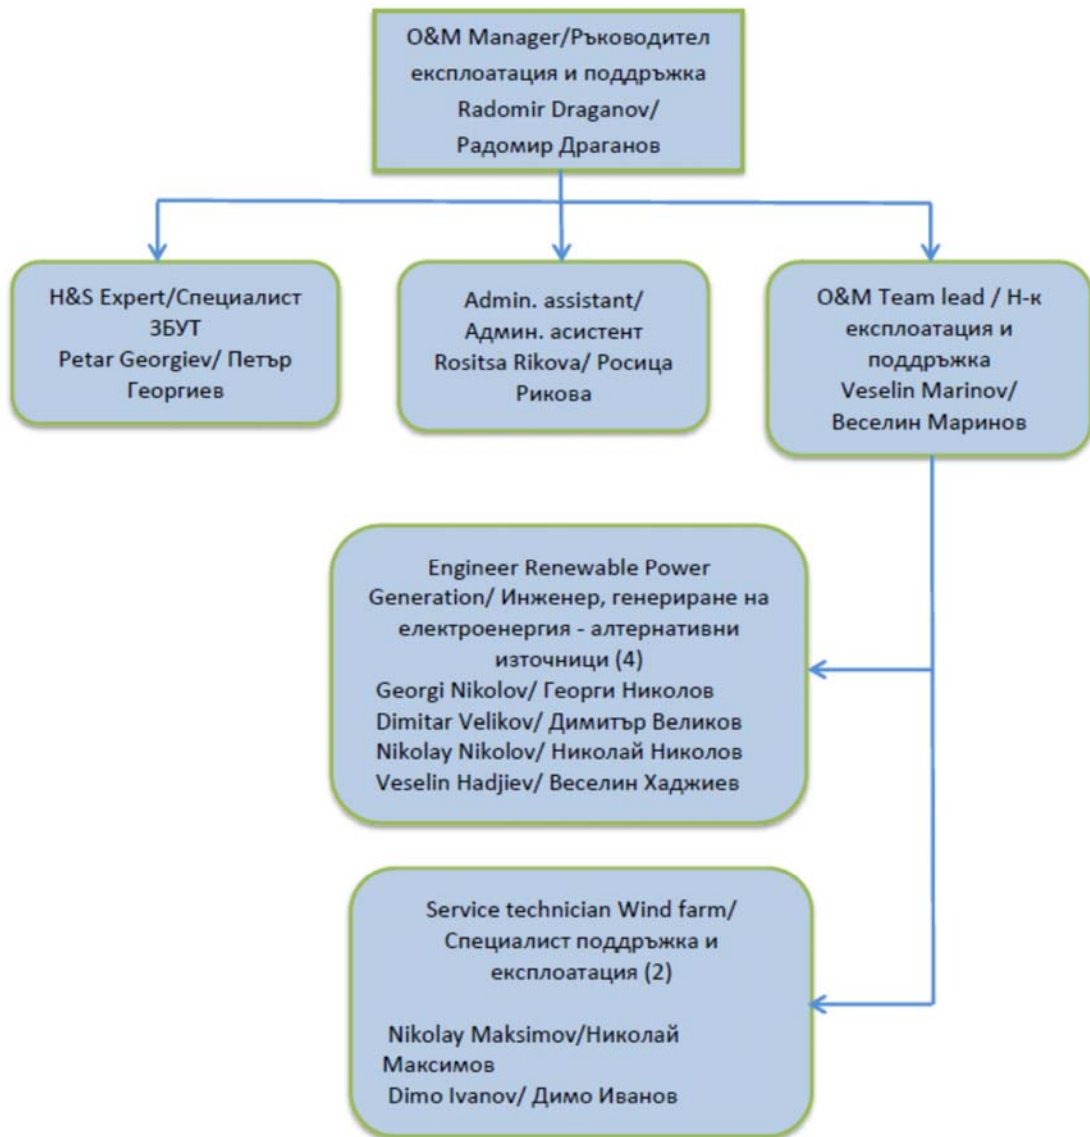 O&M Manager/Ръководител
експлоатация и поддръжка
Radomir Draganov/
Радомир Драганов
H&S Expert/Специалист
ЗБУТ
Petar Georgiev/ Петър
Георгиев
Admin. assistant/
Админ. асистент
Rositsa Rikova/ Росица
Рикова
O&M Team lead / Н-к
експлоатация и
поддръжка
Veselin Marinov/
Веселин Маринов
Engineer Renewable Power
Generation/ Инженер, генериране на
електроенергия - алтернативни
източници (4)
Georgi Nikolov/ Георги Николов
Dimitar Velikov/ Димитър Великов
Nikolay Nikolov/ Николай Николов
Veselin Hadjiev/ Веселин Хаджиев
Service technician Wind farm/
Специалист поддръжка и
експлоатация (2)
Nikolay Maksimov/Николай
Максимов
Dimo Ivanov/ Димо Иванов